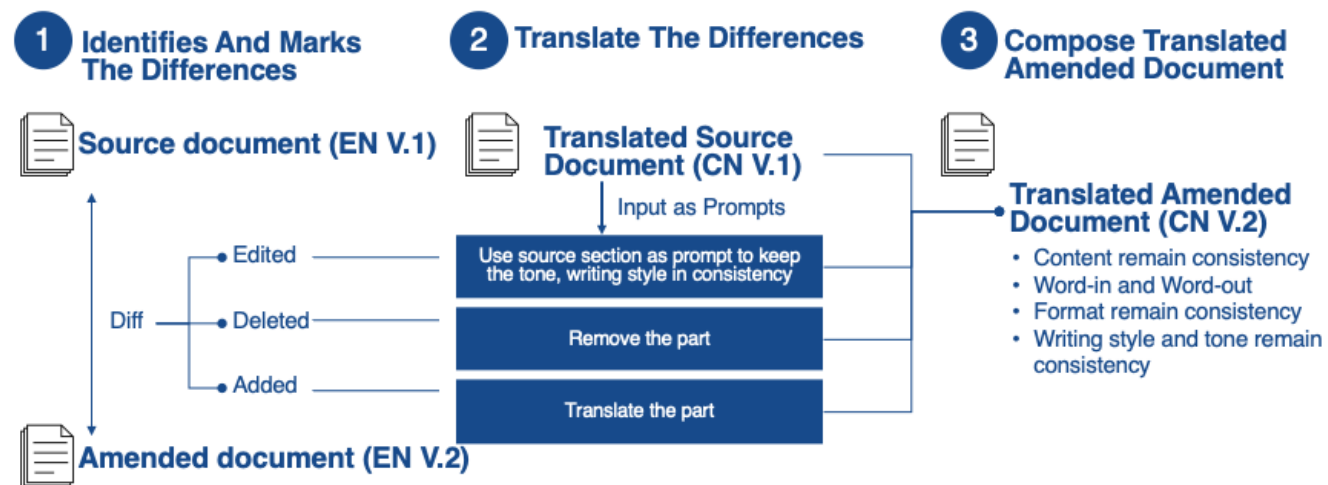 1 Identifies And Marks
The Differences
Source document (EN V.1)
Diff
Edited
Deleted
Added
Amended document (EN V.2)
2 Translate The Differences
Translated Source
Document (CN V.1)
Input as Prompts
Use source section as prompt to keep
the tone, writing style in consistency
Remove the part
Translate the part
3 Compose Translated
Amended Document
Translated Amended
Document (CN V.2)
• Content remain consistency
• Word-in and Word-out
• Format remain consistency
• Writing style and tone remain
consistency